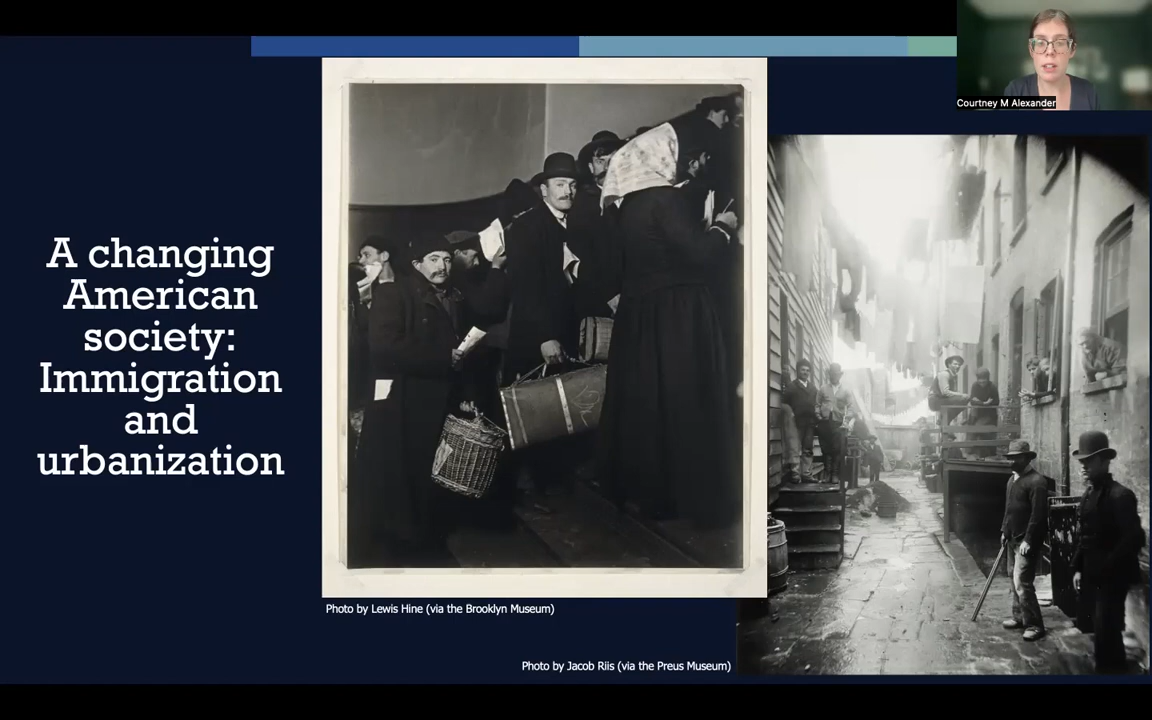 Courtney M Alexander
A changing
American
society:
Immigration
and
urbanization
Photo by Lewis Hine (via the Brooklyn Museum)
Photo by Jacob Riis (via the Preus Museum)